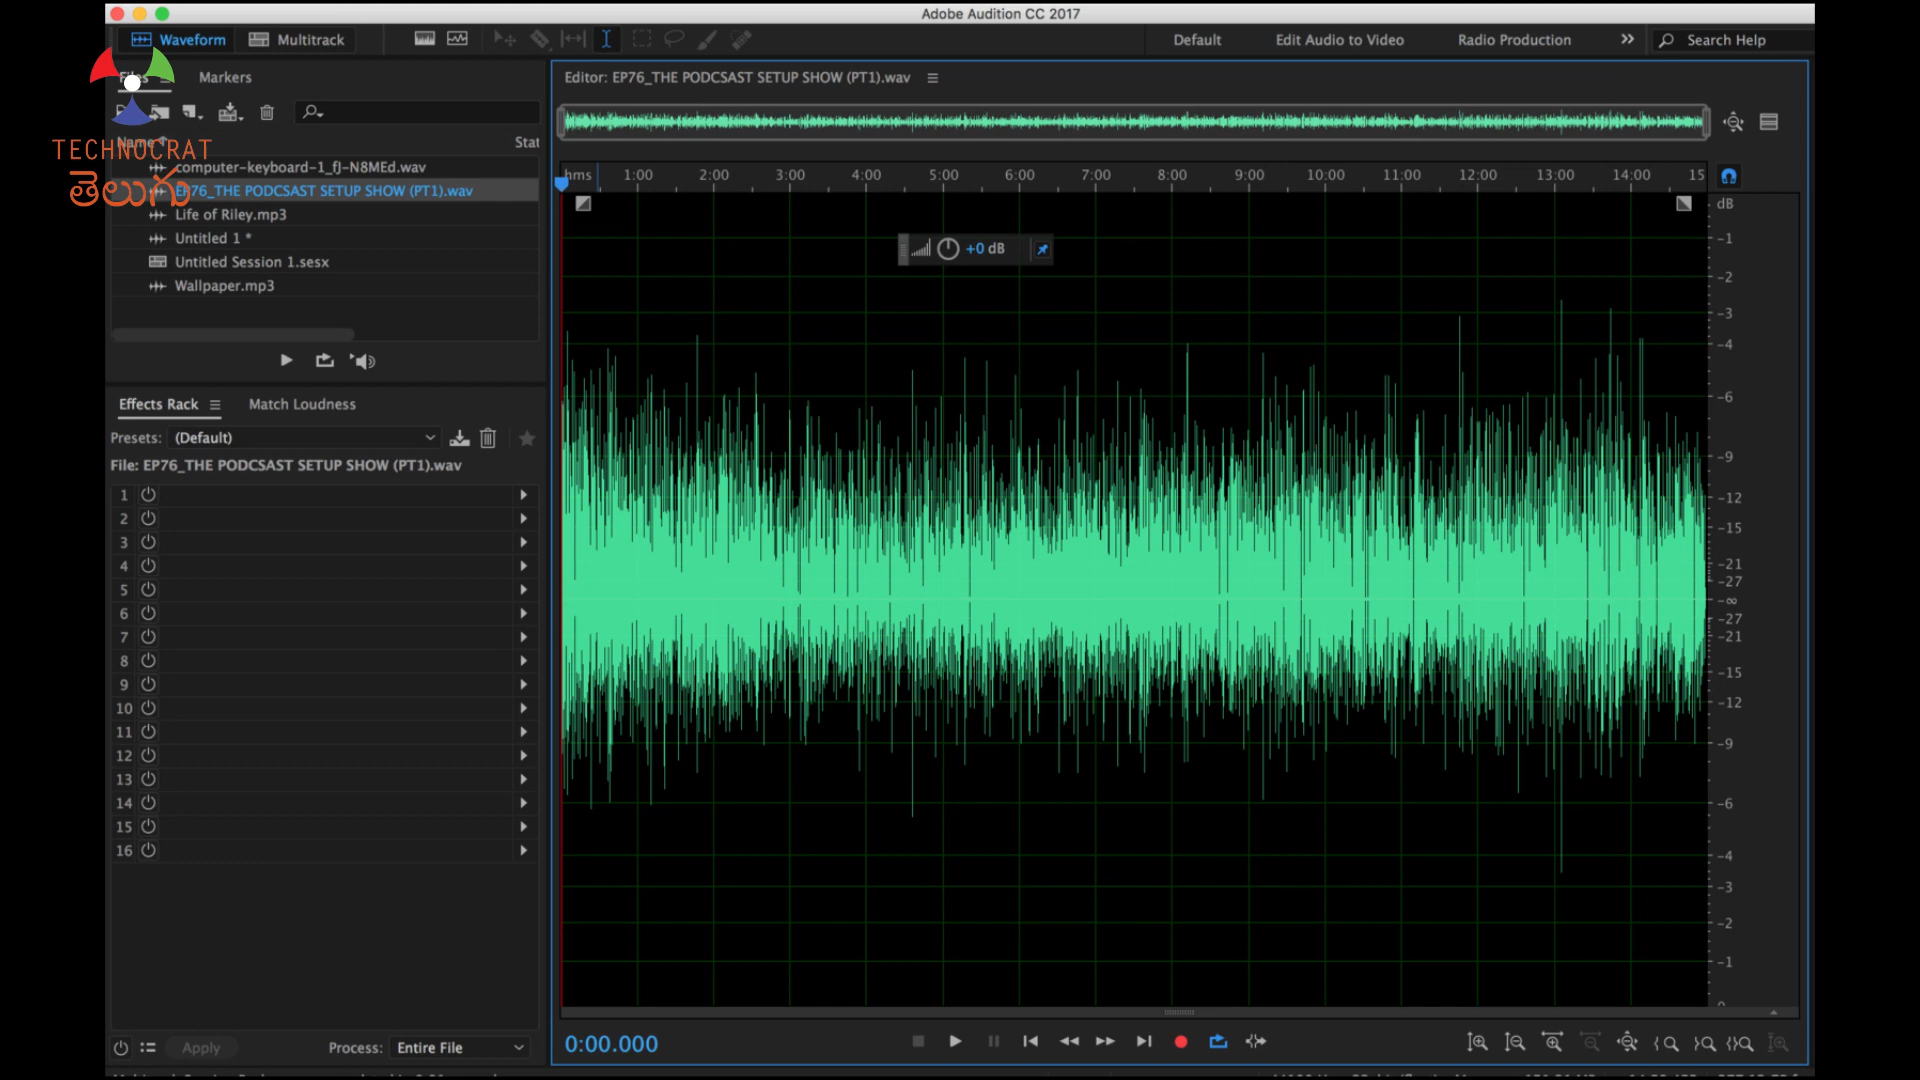 Adobe Audition CC 2017
Waveform Multitrack Default Edit Audio to Video Radio Production Search Help
Files Markers
Editor: EP76_THE PODCSAST SETUP SHOW (PT1).wav
Name Stat
TECHNOCRAT
తెలుగు
computer-keyboard-1_fJ-N8MEd.wav
EP76_THE PODCSAST SETUP SHOW (PT1).wav
Life of Riley.mp3
Untitled 1 *
Untitled Session 1.sesx
Wallpaper.mp3
hms 1:00 2:00 3:00 4:00 5:00 6:00 7:00 8:00 9:00 10:00 11:00 12:00 13:00 14:00 15
+0 dB
dB
-1
-2
-3
-4
-6
-9
-12
-15
-21
-27
-∞
-27
-21
-15
-12
-9
-6
-4
-3
-2
-1
Effects Rack Match Loudness
Presets: (Default)
File: EP76_THE PODCSAST SETUP SHOW (PT1).wav
1
2
3
4
5
6
7
8
9
10
11
12
13
14
15
16
Apply Process: Entire File
0:00.000